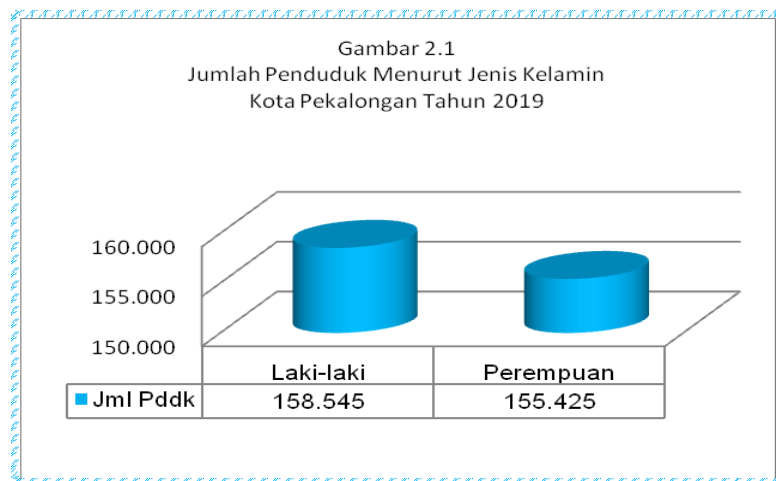 Gambar 2.1
Jumlah Penduduk Menurut Jenis Kelamin
Kota Pekalongan Tahun 2019
160.000
155.000
150.000
Laki-laki Perempuan
Jml Pddk 158.545 155.425